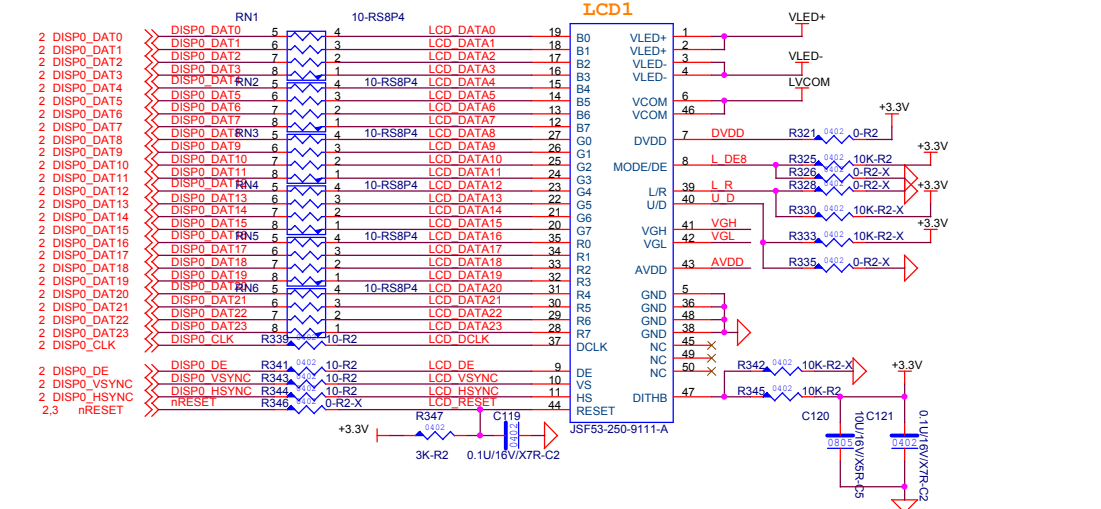 LCD1
RN1 10-RS8P4 VLED+
2 DISP0_DAT0 DISP0_DAT0 5 4 LCD_DATA0 19 B0 VLED+ 1
2 DISP0_DAT1 DISP0_DAT1 6 3 LCD_DATA1 18 B1 VLED+ 2
2 DISP0_DAT2 DISP0_DAT2 7 2 LCD_DATA2 17 B2 VLED- 3 VLED-
2 DISP0_DAT3 DISP0_DAT3 8 1 LCD_DATA3 16 B3 VLED- 4
RN2 10-RS8P4 LVCOM
2 DISP0_DAT4 5 4 LCD_DATA4 15 B4
2 DISP0_DAT5 DISP0_DAT5 6 3 LCD_DATA5 14 B5 VCOM 6
2 DISP0_DAT6 DISP0_DAT6 7 2 LCD_DATA6 13 B6 VCOM 46
2 DISP0_DAT7 DISP0_DAT7 8 1 LCD_DATA7 12 B7 +3.3V
RN3 10-RS8P4
2 DISP0_DAT8 5 4 LCD_DATA8 27 G0 DVDD 7 DVDD R321 0402 0-R2
2 DISP0_DAT9 DISP0_DAT9 6 3 LCD_DATA9 26 G1 +3.3V
2 DISP0_DAT10 DISP0_DAT10 7 2 LCD_DATA10 25 G2 MODE/DE 8 L_DE8 R325 0402 10K-R2
2 DISP0_DAT11 DISP0_DAT11 8 1 LCD_DATA11 24 G3 R326 0402 0-R2-X
RN4 10-RS8P4
2 DISP0_DAT12 5 4 LCD_DATA12 23 G4 L/R 39 L_R R328 0402 0-R2-X +3.3V
2 DISP0_DAT13 DISP0_DAT13 6 3 LCD_DATA13 22 G5 U/D 40 U_D
2 DISP0_DAT14 DISP0_DAT14 7 2 LCD_DATA14 21 G6 R330 0402 10K-R2-X
2 DISP0_DAT15 DISP0_DAT15 8 1 LCD_DATA15 20 G7 VGH 41 VGH +3.3V
RN5 10-RS8P4
2 DISP0_DAT16 5 4 LCD_DATA16 35 R0 VGL 42 VGL R333 0402 10K-R2-X
2 DISP0_DAT17 DISP0_DAT17 6 3 LCD_DATA17 34 R1
2 DISP0_DAT18 DISP0_DAT18 7 2 LCD_DATA18 33 R2 AVDD 43 AVDD R335 0402 0-R2-X
2 DISP0_DAT19 DISP0_DAT19 8 1 LCD_DATA19 32 R3
RN6 10-RS8P4
2 DISP0_DAT20 5 4 LCD_DATA20 31 R4 GND 5
2 DISP0_DAT21 DISP0_DAT21 6 3 LCD_DATA21 30 R5 GND 36
2 DISP0_DAT22 DISP0_DAT22 7 2 LCD_DATA22 29 R6 GND 48
2 DISP0_DAT23 DISP0_DAT23 8 1 LCD_DATA23 28 R7 GND 38
2 DISP0_CLK DISP0_CLK R339 0402 10-R2 LCD_DCLK 37 DCLK NC 45
NC 49
2 DISP0_DE DISP0_DE R341 0402 10-R2 LCD_DE 9 DE NC 50 R342 0402 10K-R2-X +3.3V
2 DISP0_VSYNC DISP0_VSYNC R343 0402 10-R2 LCD_VSYNC 10 VS
2 DISP0_HSYNC DISP0_HSYNC R344 0402 10-R2 LCD_HSYNC 11 HS DITHB 47 R345 0402 10K-R2
2,3 nRESET nRESET R346 0402 0-R2-X LCD_RESET 44 RESET
R347 C119 JSF53-250-9111-A C120 C121
+3.3V 0402 0402 0805 0402
3K-R2 0.1U/16V/X7R-C2 10U/16V/X5R-C5 0.1U/16V/X7R-C2